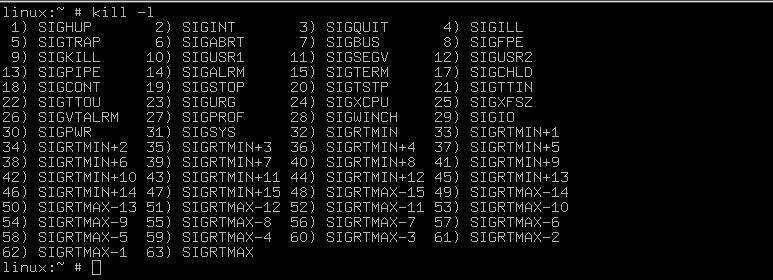 linux:~ # kill -l
 1) SIGHUP       2) SIGINT       3) SIGQUIT      4) SIGILL
 5) SIGTRAP      6) SIGABRT      7) SIGBUS       8) SIGFPE
 9) SIGKILL     10) SIGUSR1     11) SIGSEGV     12) SIGUSR2
13) SIGPIPE     14) SIGALRM     15) SIGTERM     17) SIGCHLD
18) SIGCONT     19) SIGSTOP     20) SIGTSTP     21) SIGTTIN
22) SIGTTOU     23) SIGURG      24) SIGXCPU     25) SIGXFSZ
26) SIGVTALRM   27) SIGPROF     28) SIGWINCH    29) SIGIO
30) SIGPWR      31) SIGSYS      32) SIGRTMIN    33) SIGRTMIN+1
34) SIGRTMIN+2  35) SIGRTMIN+3  36) SIGRTMIN+4  37) SIGRTMIN+5
38) SIGRTMIN+6  39) SIGRTMIN+7  40) SIGRTMIN+8  41) SIGRTMIN+9
42) SIGRTMIN+10 43) SIGRTMIN+11 44) SIGRTMIN+12 45) SIGRTMIN+13
46) SIGRTMIN+14 47) SIGRTMIN+15 48) SIGRTMAX-15 49) SIGRTMAX-14
50) SIGRTMAX-13 51) SIGRTMAX-12 52) SIGRTMAX-11 53) SIGRTMAX-10
54) SIGRTMAX-9  55) SIGRTMAX-8  56) SIGRTMAX-7  57) SIGRTMAX-6
58) SIGRTMAX-5  59) SIGRTMAX-4  60) SIGRTMAX-3  61) SIGRTMAX-2
62) SIGRTMAX-1  63) SIGRTMAX
linux:~ #